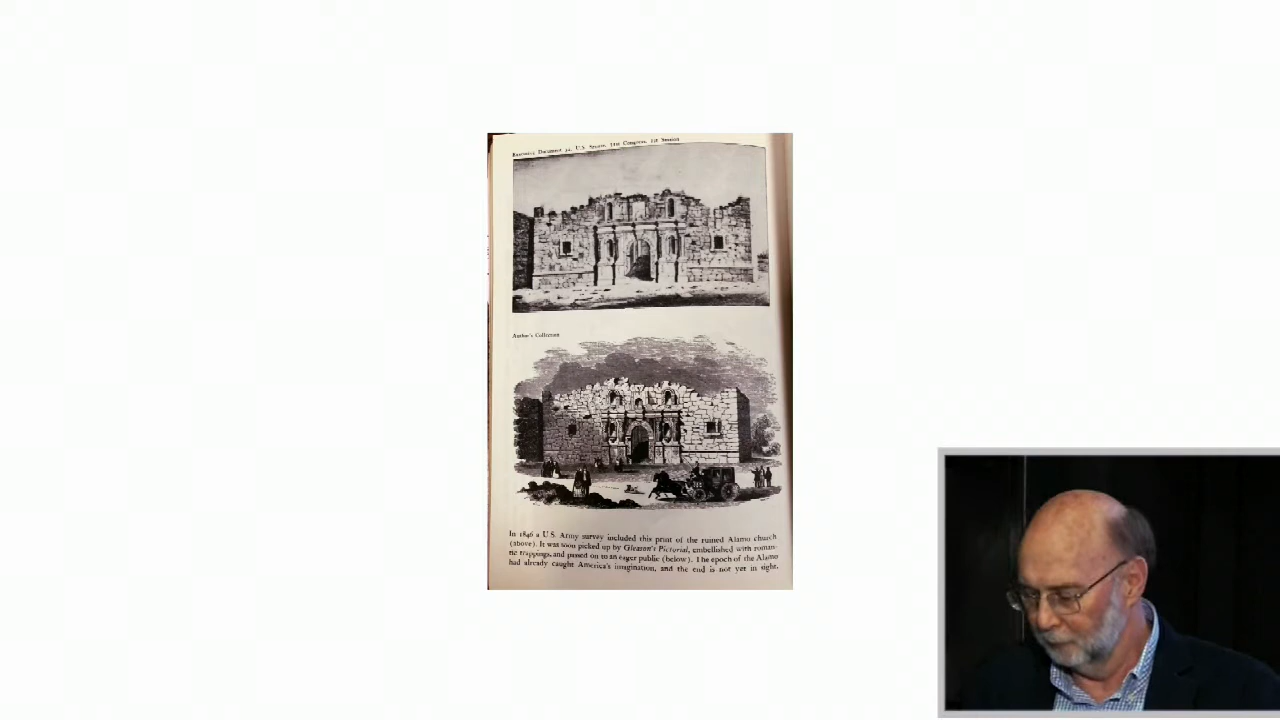 Executive Document 32, U.S. Senate, 31st Congress, 1st Session
Author's Collection
In 1846 a U.S. Army survey included this print of the ruined Alamo church
(above). It was soon picked up by Gleason's Pictorial, embellished with roman-
tic trappings, and passed on to an eager public (below). The epoch of the Alamo
had already caught America's imagination, and the end is not yet in sight.